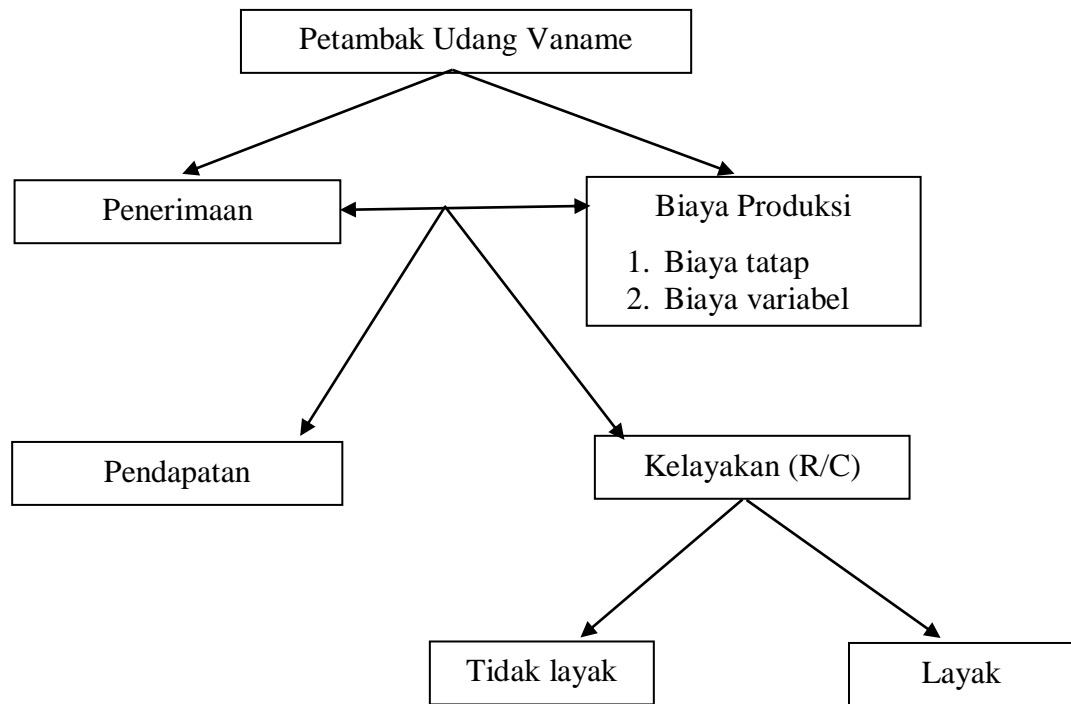 Petambak Udang Vaname
Penerimaan
Biaya Produksi
1. Biaya tatap
2. Biaya variabel
Pendapatan
Kelayakan (R/C)
Tidak layak
Layak